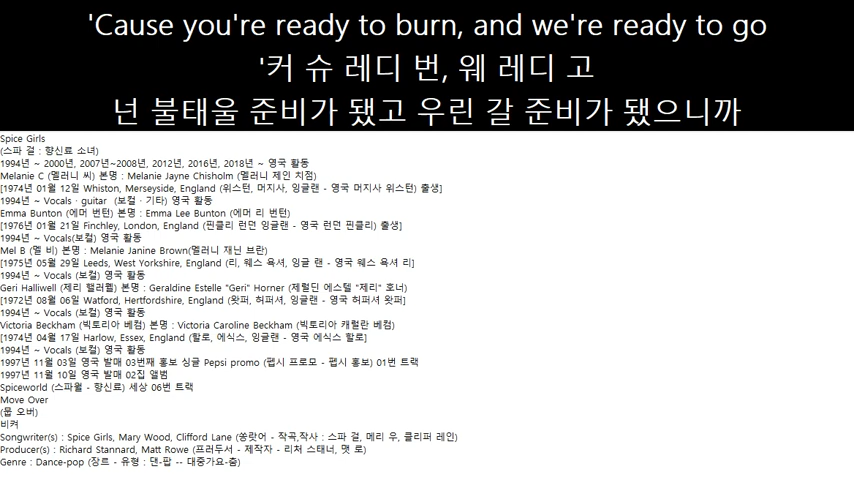 'Cause you're ready to burn, and we're ready to go
'커 슈 레디 번, 웨 레디 고
넌 불태울 준비가 됐고 우린 갈 준비가 됐으니까
Spice Girls
(스파 걸 : 향신료 소녀)
1994년 ~ 2000년, 2007년~2008년, 2012년, 2016년, 2018년 ~ 영국 활동
Melanie C (멜러니 씨) 본명 : Melanie Jayne Chisholm (멜러니 제인 치점)
[1974년 01월 12일 Whiston, Merseyside, England (위스턴, 머지사, 잉글랜 - 영국 머지사 위스턴) 출생]
1994년 ~ Vocals · guitar (보컬 · 기타) 영국 활동
Emma Bunton (에머 번턴) 본명 : Emma Lee Bunton (에머 리 번턴)
[1976년 01월 21일 Finchley, London, England (핀클리 런던 잉글랜 - 영국 런던 핀클리) 출생]
1994년 ~ Vocals(보컬) 영국 활동
Mel B (멜 비) 본명 : Melanie Janine Brown(멜러니 재닌 브란)
[1975년 05월 29일 Leeds, West Yorkshire, England (리, 웨스 욕셔, 잉글 랜 - 영국 웨스 욕셔 리]
1994년 ~ Vocals (보컬) 영국 활동
Geri Halliwell (제리 핼러웰) 본명 : Geraldine Estelle "Geri" Horner (제럴딘 에스텔 "제리" 호너)
[1972년 08월 06일 Watford, Hertfordshire, England (왓퍼, 허퍼셔, 잉글랜 - 영국 허퍼셔 왓퍼]
1994년 ~ Vocals (보컬) 영국 활동
Victoria Beckham (빅토리아 베컴) 본명 : Victoria Caroline Beckham (빅토리아 캐럴란 베컴)
[1974년 04월 17일 Harlow, Essex, England (할로, 에식스, 잉글랜 - 영국 에식스 할로]
1994년 ~ Vocals (보컬) 영국 활동
1997년 11월 03일 영국 발매 03번째 홍보 싱글 Pepsi promo (펩시 프로모 - 펩시 홍보) 01번 트랙
1997년 11월 10일 영국 발매 02집 앨범
Spiceworld (스파월 - 향신료) 세상 06번 트랙
Move Over
(뭅 오버)
비켜
Songwriter(s) : Spice Girls, Mary Wood, Clifford Lane (쏭랏어 - 작곡,작사 : 스파 걸, 메리 우, 클리퍼 레인)
Producer(s) : Richard Stannard, Matt Rowe (프러두서 - 제작자 - 리처 스태너, 맷 로)
Genre : Dance-pop (장르 - 유형 : 댄-팝 -- 대중가요-춤)